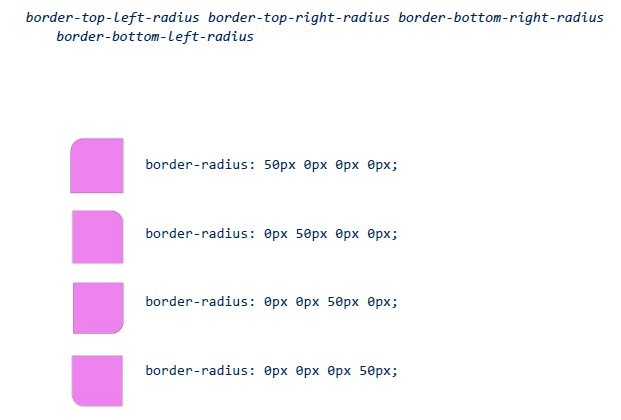 border-top-left-radius border-top-right-radius border-bottom-right-radius
border-bottom-left-radius
border-radius: 50px 0px 0px 0px;
border-radius: 0px 50px 0px 0px;
border-radius: 0px 0px 50px 0px;
border-radius: 0px 0px 0px 50px;